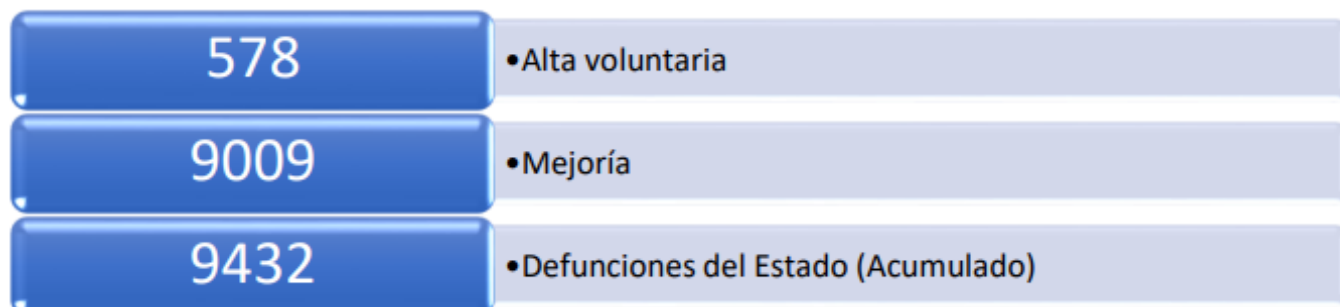 578 •Alta voluntaria
9009 •Mejoría
9432 •Defunciones del Estado (Acumulado)